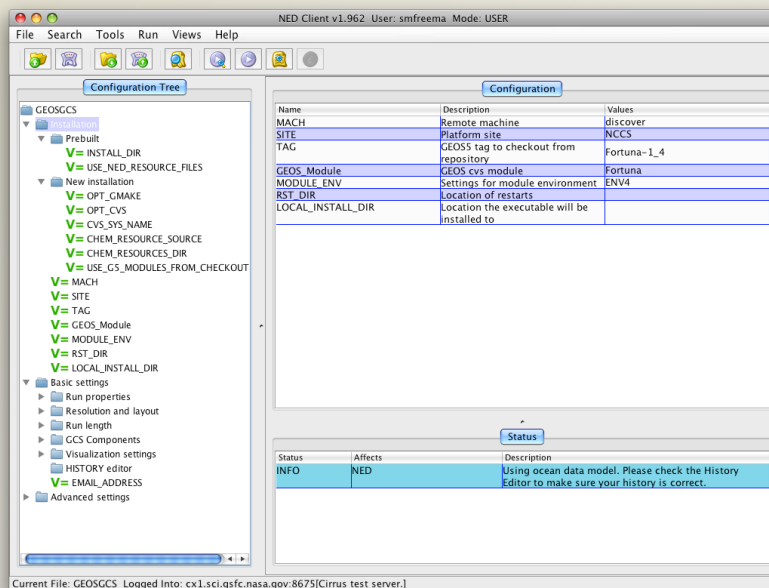 NED Client v1.962 User: smfreema Mode: USER
File Search Tools Run Views Help
Configuration Tree
GEOSGCS
Installation
Prebuilt
V= INSTALL_DIR
V= USE_NED_RESOURCE_FILES
New installation
V= OPT_GMAKE
V= OPT_CVS
V= CVS_SYS_NAME
V= CHEM_RESOURCE_SOURCE
V= CHEM_RESOURCES_DIR
V= USE_G5_MODULES_FROM_CHECKOUT
V= MACH
V= SITE
V= TAG
V= GEOS_Module
V= MODULE_ENV
V= RST_DIR
V= LOCAL_INSTALL_DIR
Basic settings
Run properties
Resolution and layout
Run length
GCS Components
Visualization settings
HISTORY editor
V= EMAIL_ADDRESS
Advanced settings
Configuration
Name Description Values
MACH Remote machine discover
SITE Platform site NCCS
TAG GEOS5 tag to checkout from
repository Fortuna-1_4
GEOS_Module GEOS cvs module Fortuna
MODULE_ENV Settings for module environment ENV4
RST_DIR Location of restarts
LOCAL_INSTALL_DIR Location the executable will be
installed to
Status
Status Affects Description
INFO NED Using ocean data model. Please check the History
Editor to make sure your history is correct.
Current File: GEOSGCS Logged Into: cx1.sci.gsfc.nasa.gov:8675[Cirrus test server.]